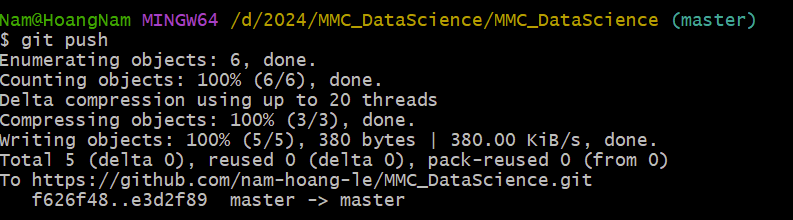 Nam@HoangNam MINGW64 /d/2024/MMC_DataScience/MMC_DataScience (master)
$ git push
Enumerating objects: 6, done.
Counting objects: 100% (6/6), done.
Delta compression using up to 20 threads
Compressing objects: 100% (3/3), done.
Writing objects: 100% (5/5), 380 bytes | 380.00 KiB/s, done.
Total 5 (delta 0), reused 0 (delta 0), pack-reused 0 (from 0)
To https://github.com/nam-hoang-le/MMC_DataScience.git
   f626f48..e3d2f89  master -> master